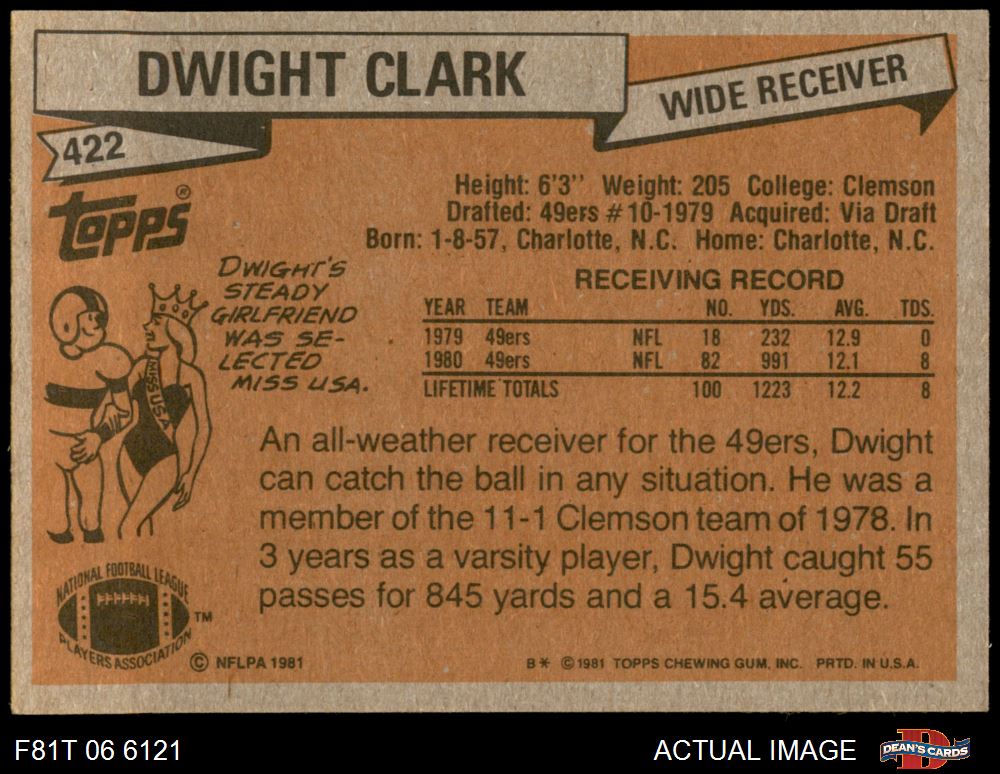 DWIGHT CLARK
WIDE RECEIVER
422
TOPPS®
Height: 6'3'' Weight: 205 College: Clemson
Drafted: 49ers #10-1979 Acquired: Via Draft
Born: 1-8-57, Charlotte, N.C. Home: Charlotte, N.C.
DWIGHT'S
STEADY
GIRLFRIEND
WAS SE-
LECTED
MISS USA.
MISS USA
RECEIVING RECORD
YEAR TEAM NO. YDS. AVG. TDS.
1979 49ers NFL 18 232 12.9 0
1980 49ers NFL 82 991 12.1 8
LIFETIME TOTALS 100 1223 12.2 8
An all-weather receiver for the 49ers, Dwight
can catch the ball in any situation. He was a
member of the 11-1 Clemson team of 1978. In
3 years as a varsity player, Dwight caught 55
passes for 845 yards and a 15.4 average.
NATIONAL FOOTBALL LEAGUE
PLAYERS ASSOCIATION
TM
© NFLPA 1981
B* ©1981 TOPPS CHEWING GUM, INC. PRTD. IN U.S.A.
F81T 06 6121
ACTUAL IMAGE
DEAN'S CARDS